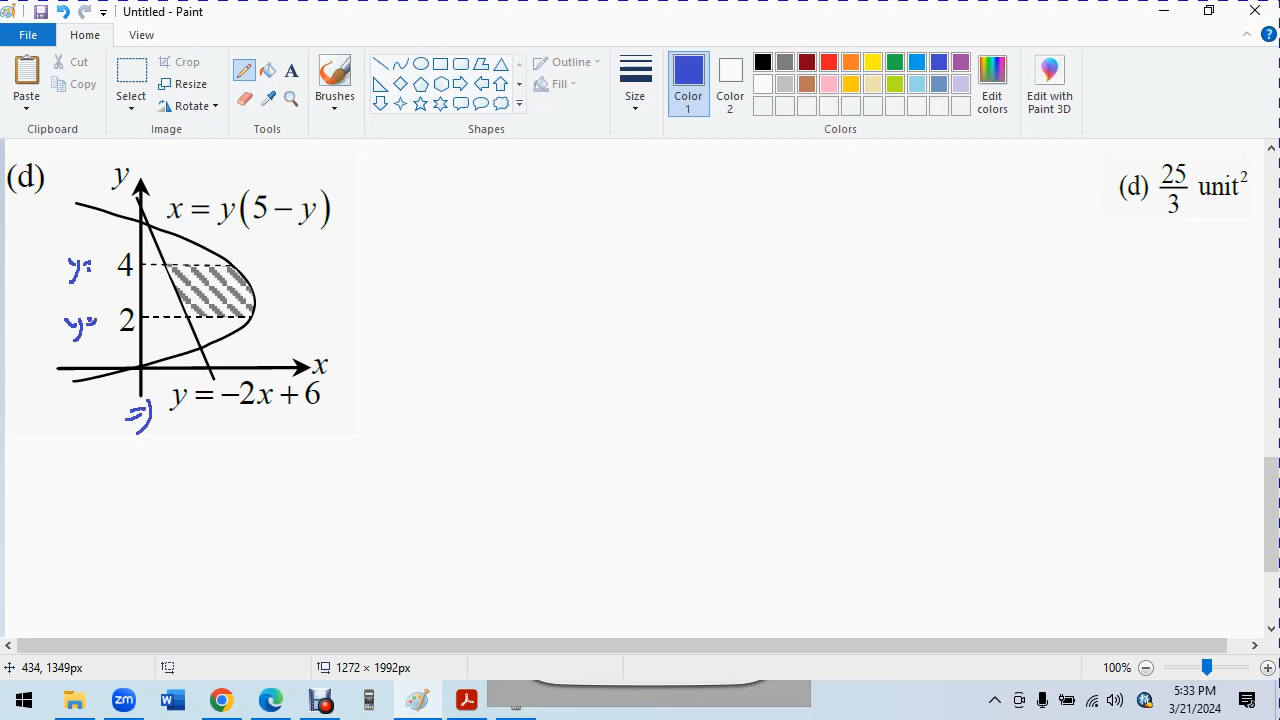 Untitled - Paint
File Home View
Paste Cut Copy Clipboard
Select Crop Resize Rotate Image
Tools
Brushes
Shapes Outline Fill
Size
Color 1 Color 2 Colors
Edit colors
Edit with Paint 3D
(d)
y
x = y(5 − y)
y= 4
y= 2
x
=) y = −2x + 6
(d) 25/3 unit²
434, 1349px
1272 × 1992px
100%
5:33 PM
3/21/2024